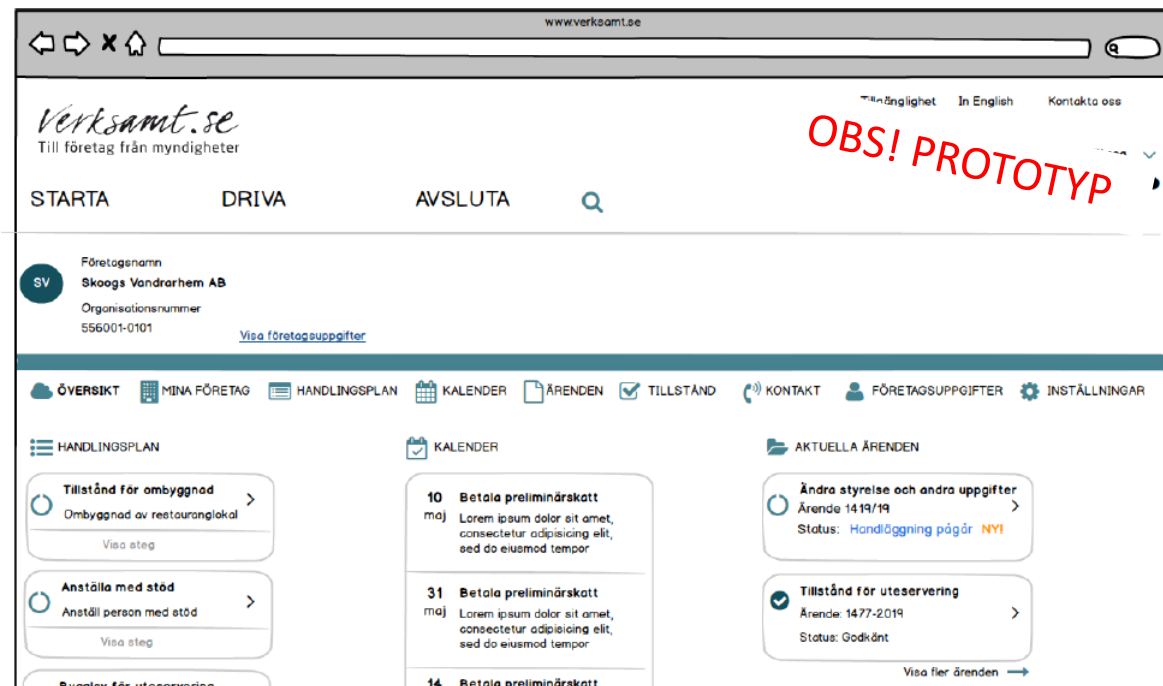 www.verksamt.se
Verksamt.se
Till företag från myndigheter
In English
Kontakta oss
OBS! PROTOTYP
STARTA
DRIVA
AVSLUTA
SV
Företagsnamn
Skoogs Vandrarhem AB
Organisationsnummer
556001-0101
Visa företagsuppgifter
ÖVERSIKT
MINA FÖRETAG
HANDLINGSPLAN
KALENDER
ÄRENDEN
TILLSTÅND
KONTAKT
FÖRETAGSUPPGIFTER
INSTÄLLNINGAR
HANDLINGSPLAN
Tillstånd för ombyggnad
Ombyggnad av restauranglokal
Visa steg
Anställa med stöd
Anställ person med stöd
Visa steg
Bygglov för uteservering
KALENDER
10 maj
Betala preliminärskatt
Lorem ipsum dolor sit amet,
consectetur adipisicing elit,
sed do eiusmod tempor
31 maj
Betala preliminärskatt
Lorem ipsum dolor sit amet,
consectetur adipisicing elit,
sed do eiusmod tempor
14
Betala preliminärskatt
AKTUELLA ÄRENDEN
Ändra styrelse och andra uppgifter
Ärende 1419/19
Status: Handläggning pågår NY!
Tillstånd för uteservering
Ärende: 1477-2019
Status: Godkänt
Visa fler ärenden